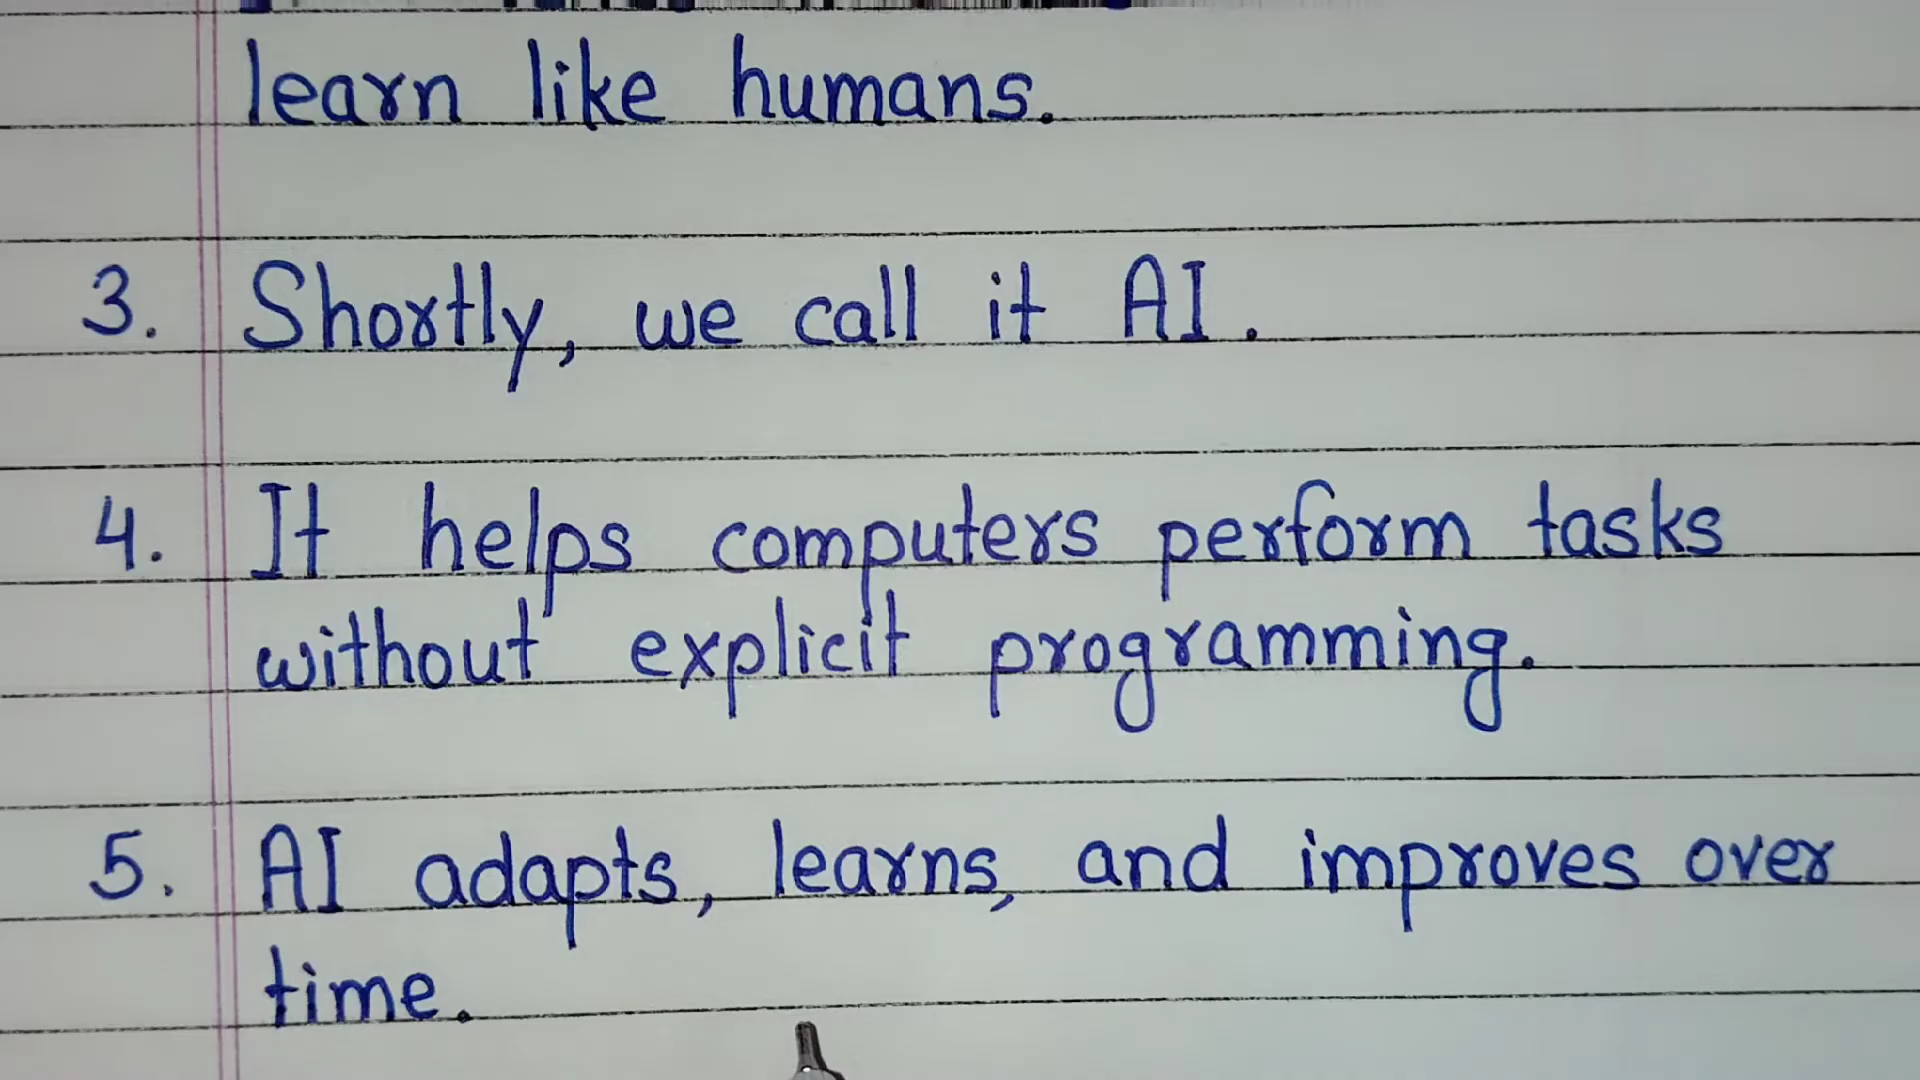 learn like humans.
3. Shortly, we call it AI.
4. It helps computers perform tasks
without explicit programming.
5. AI adapts, learns, and improves over
time.